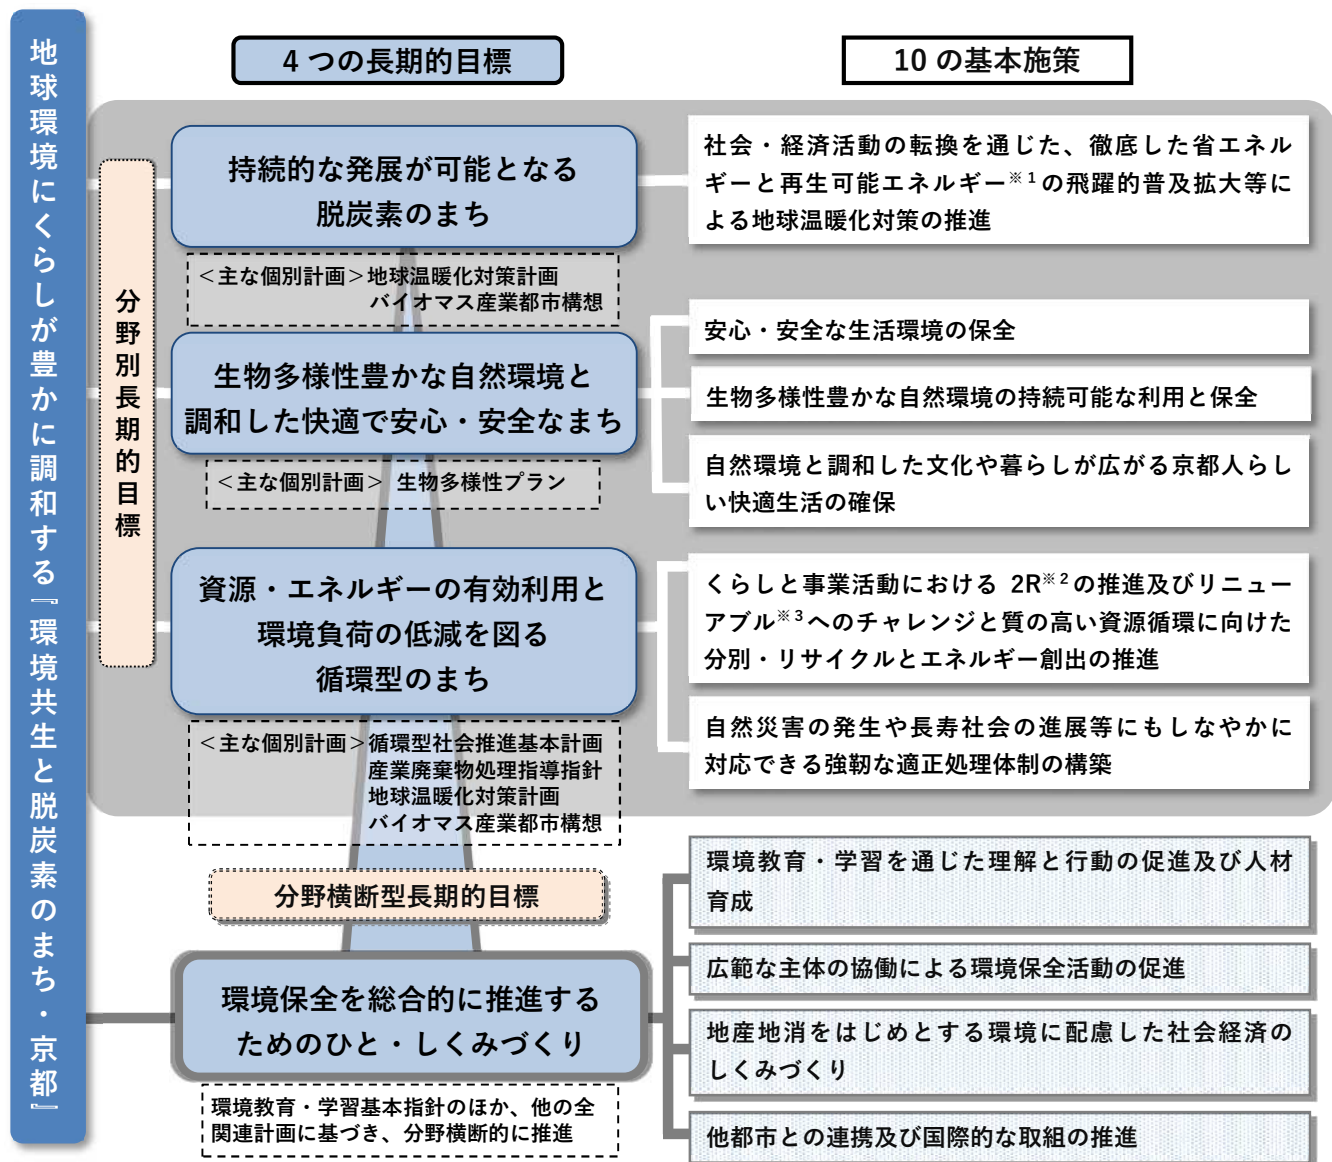 地球環境にくらしが豊かに調和する『環境共生と脱炭素のまち・京都』
4 つの長期的目標
10 の基本施策
分野別長期的目標
持続的な発展が可能となる
脱炭素のまち
<主な個別計画>地球温暖化対策計画
バイオマス産業都市構想
社会・経済活動の転換を通じた、徹底した省エネル
ギーと再生可能エネルギー※1の飛躍的普及拡大等に
よる地球温暖化対策の推進
生物多様性豊かな自然環境と
調和した快適で安心・安全なまち
<主な個別計画> 生物多様性プラン
安心・安全な生活環境の保全
生物多様性豊かな自然環境の持続可能な利用と保全
自然環境と調和した文化や暮らしが広がる京都人らし
い快適生活の確保
資源・エネルギーの有効利用と
環境負荷の低減を図る
循環型のまち
<主な個別計画>循環型社会推進基本計画
産業廃棄物処理指導指針
地球温暖化対策計画
バイオマス産業都市構想
くらしと事業活動における 2R※2の推進及びリニュー
アブル※3へのチャレンジと質の高い資源循環に向けた
分別・リサイクルとエネルギー創出の推進
自然災害の発生や長寿社会の進展等にもしなやかに
対応できる強靭な適正処理体制の構築
分野横断型長期的目標
環境保全を総合的に推進する
ためのひと・しくみづくり
環境教育・学習基本指針のほか、他の全
関連計画に基づき、分野横断的に推進
環境教育・学習を通じた理解と行動の促進及び人材
育成
広範な主体の協働による環境保全活動の促進
地産地消をはじめとする環境に配慮した社会経済の
しくみづくり
他都市との連携及び国際的な取組の推進